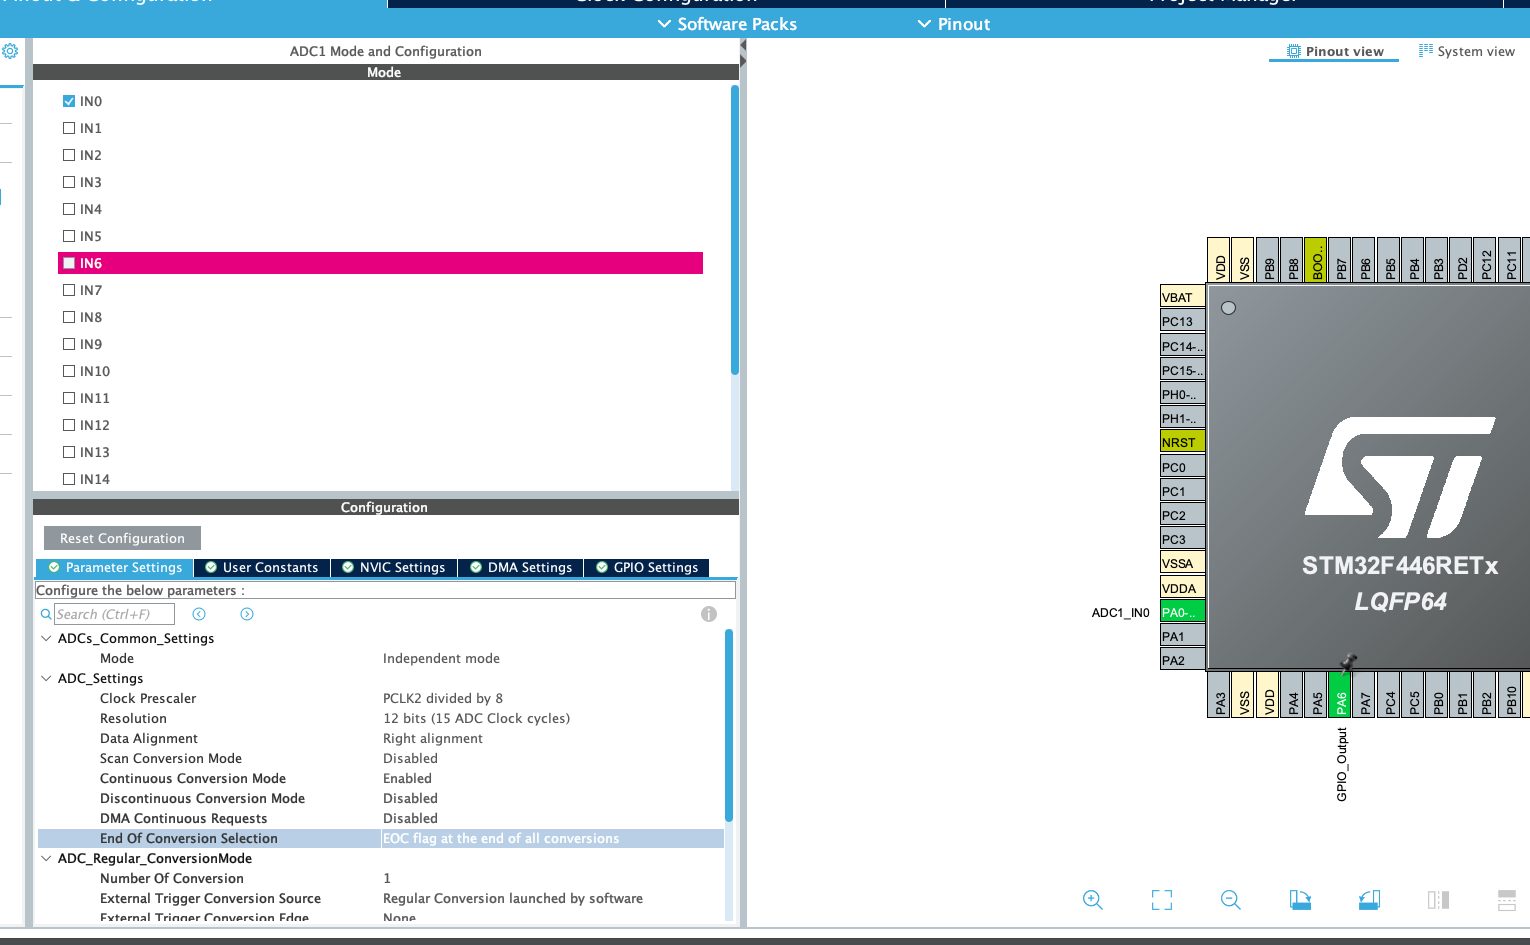 Pinout & Configuration
Clock Configuration
Project Manager
Software Packs
Pinout
ADC1 Mode and Configuration
Mode
IN0
IN1
IN2
IN3
IN4
IN5
IN6
IN7
IN8
IN9
IN10
IN11
IN12
IN13
IN14
Configuration
Reset Configuration
Parameter Settings
User Constants
NVIC Settings
DMA Settings
GPIO Settings
Configure the below parameters :
Search (Ctrl+F)
ADCs_Common_Settings
Mode Independent mode
ADC_Settings
Clock Prescaler PCLK2 divided by 8
Resolution 12 bits (15 ADC Clock cycles)
Data Alignment Right alignment
Scan Conversion Mode Disabled
Continuous Conversion Mode Enabled
Discontinuous Conversion Mode Disabled
DMA Continuous Requests Disabled
End Of Conversion Selection EOC flag at the end of all conversions
ADC_Regular_ConversionMode
Number Of Conversion 1
External Trigger Conversion Source Regular Conversion launched by software
External Trigger Conversion Edge None
Pinout view
System view
VDD
VSS
PB9
PB8
BOO..
PB7
PB6
PB5
PB4
PB3
PD2
PC12
PC11
VBAT
PC13
PC14-..
PC15-..
PH0-..
PH1-..
NRST
PC0
PC1
PC2
PC3
VSSA
VDDA
ADC1_IN0 PA0-..
PA1
PA2
ST
STM32F446RETx
LQFP64
PA3
VSS
VDD
PA4
PA5
PA6
PA7
PC4
PC5
PB0
PB1
PB2
PB10
GPIO_Output